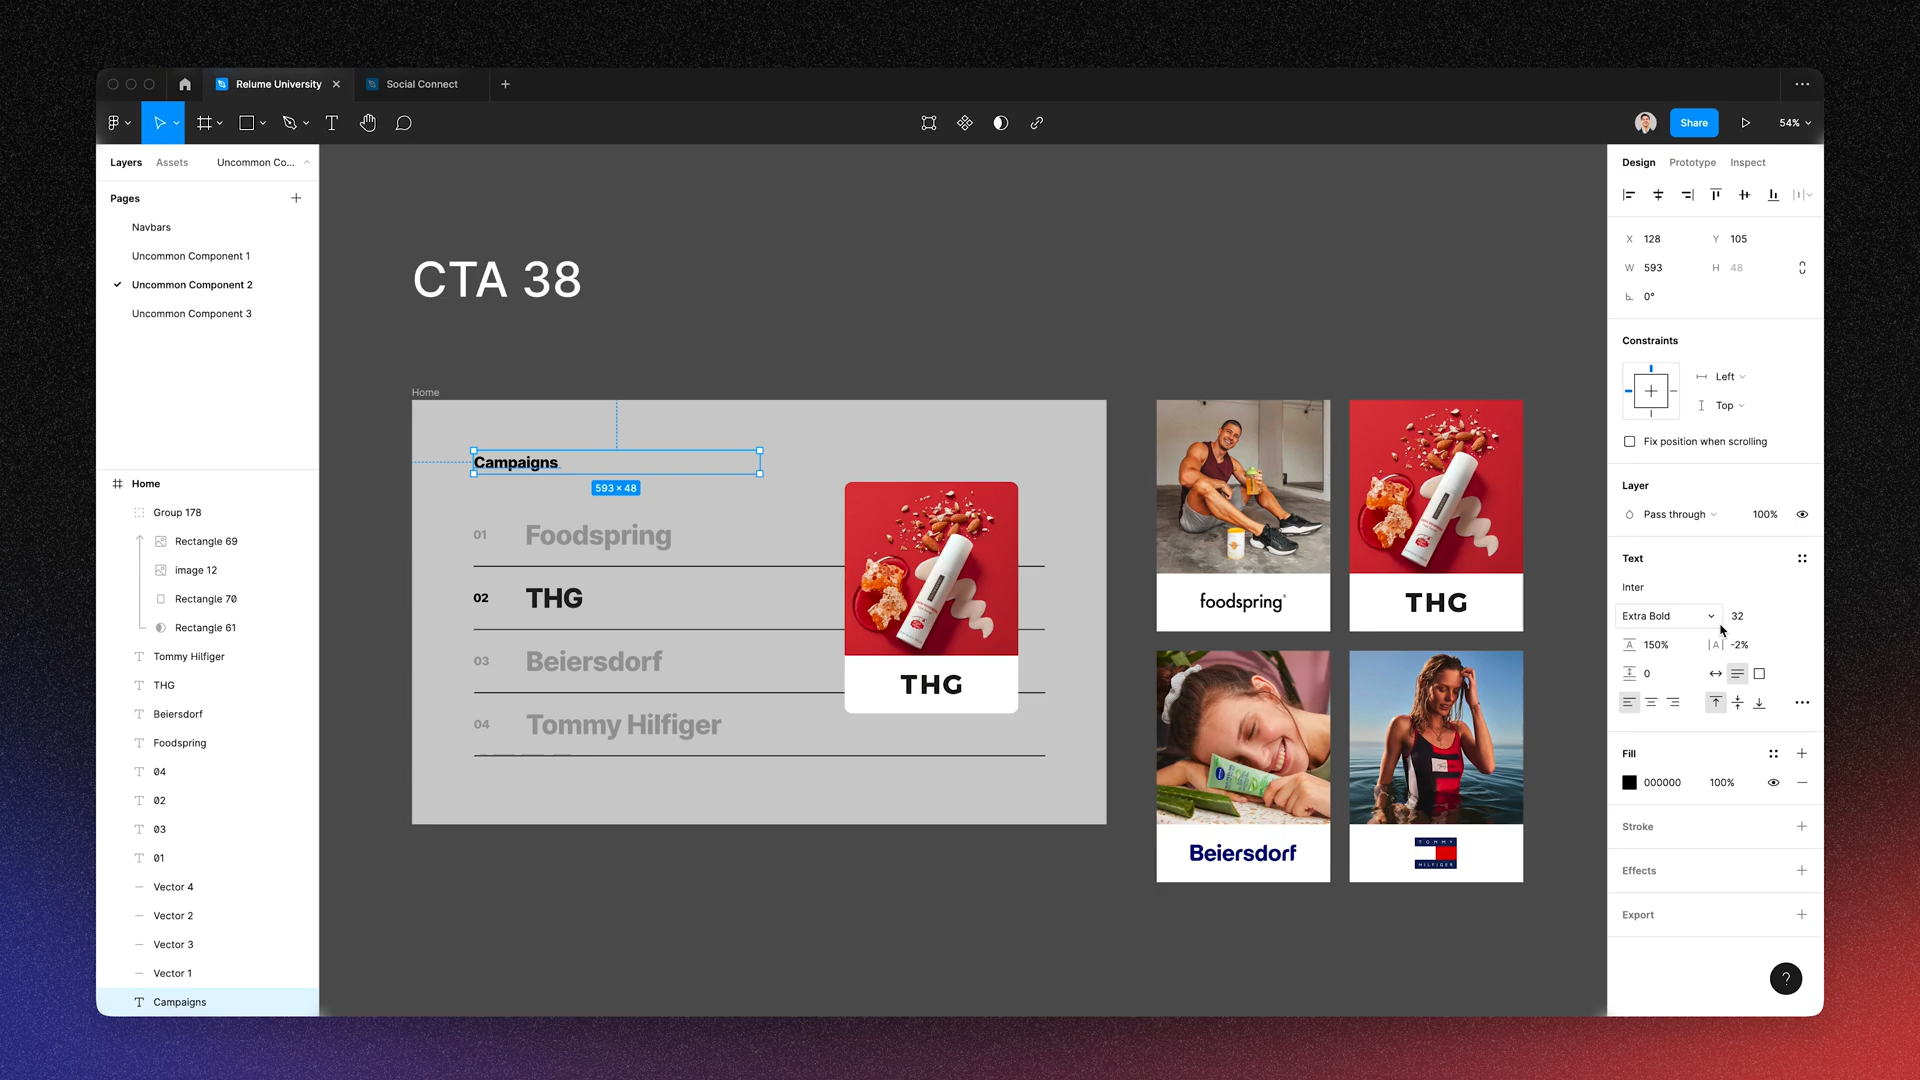 Relume University
Social Connect
Share
54%
Layers
Assets
Uncommon Co...
Pages
Navbars
Uncommon Component 1
Uncommon Component 2
Uncommon Component 3
Home
Group 178
Rectangle 69
image 12
Rectangle 70
Rectangle 61
Tommy Hilfiger
THG
Beiersdorf
Foodspring
04
02
03
01
Vector 4
Vector 2
Vector 3
Vector 1
Campaigns
CTA 38
Home
Campaigns
593 × 48
01 Foodspring
02 THG
03 Beiersdorf
04 Tommy Hilfiger
THG
foodspring®
THG
Beiersdorf
TOMMY
HILFIGER
Design
Prototype
Inspect
X 128 Y 105
W 593 H 48
0°
Constraints
Left
Top
Fix position when scrolling
Layer
Pass through 100%
Text
Inter
Extra Bold 32
150% -2%
0
Fill
000000 100%
Stroke
Effects
Export
?